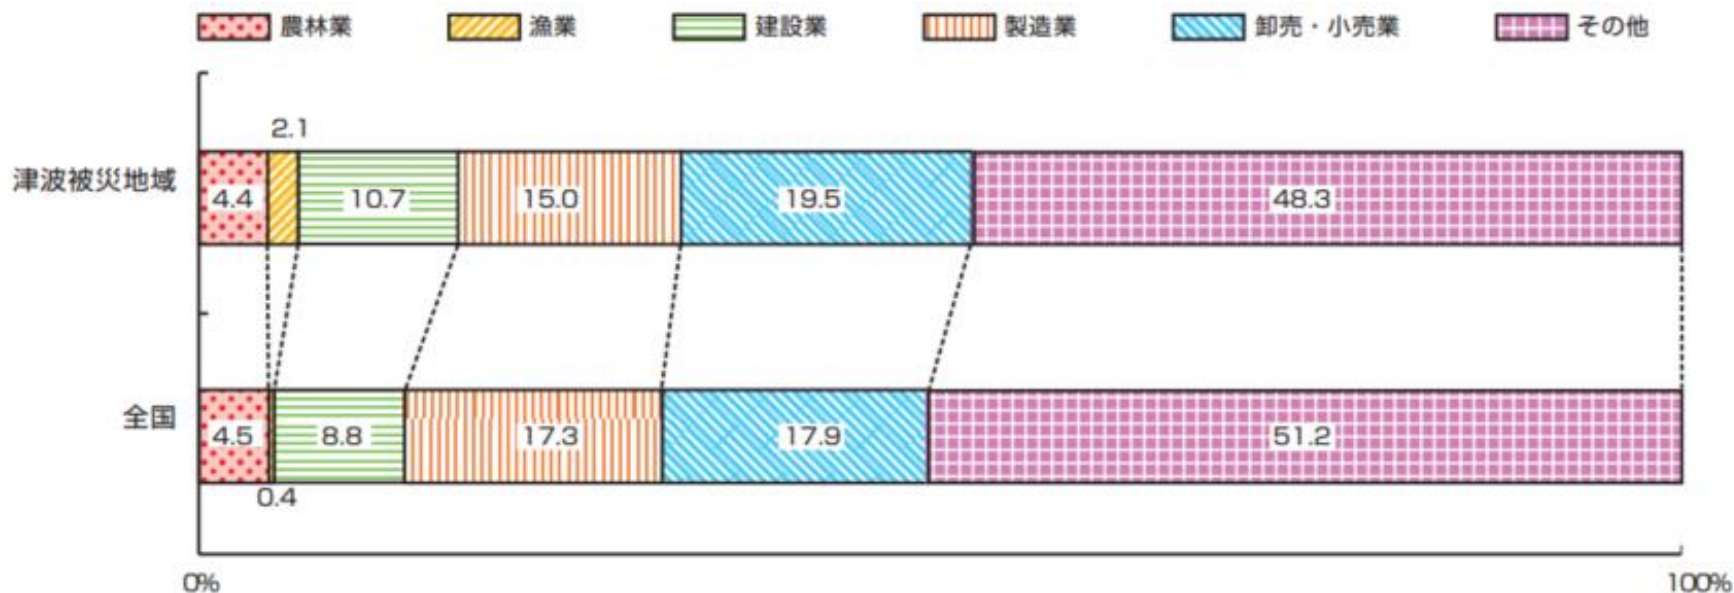 農林業 漁業 建設業 製造業 卸売・小売業 その他
2.1
津波被災地域 4.4 10.7 15.0 19.5 48.3
全国 4.5 8.8 17.3 17.9 51.2
0.4
0% 100%